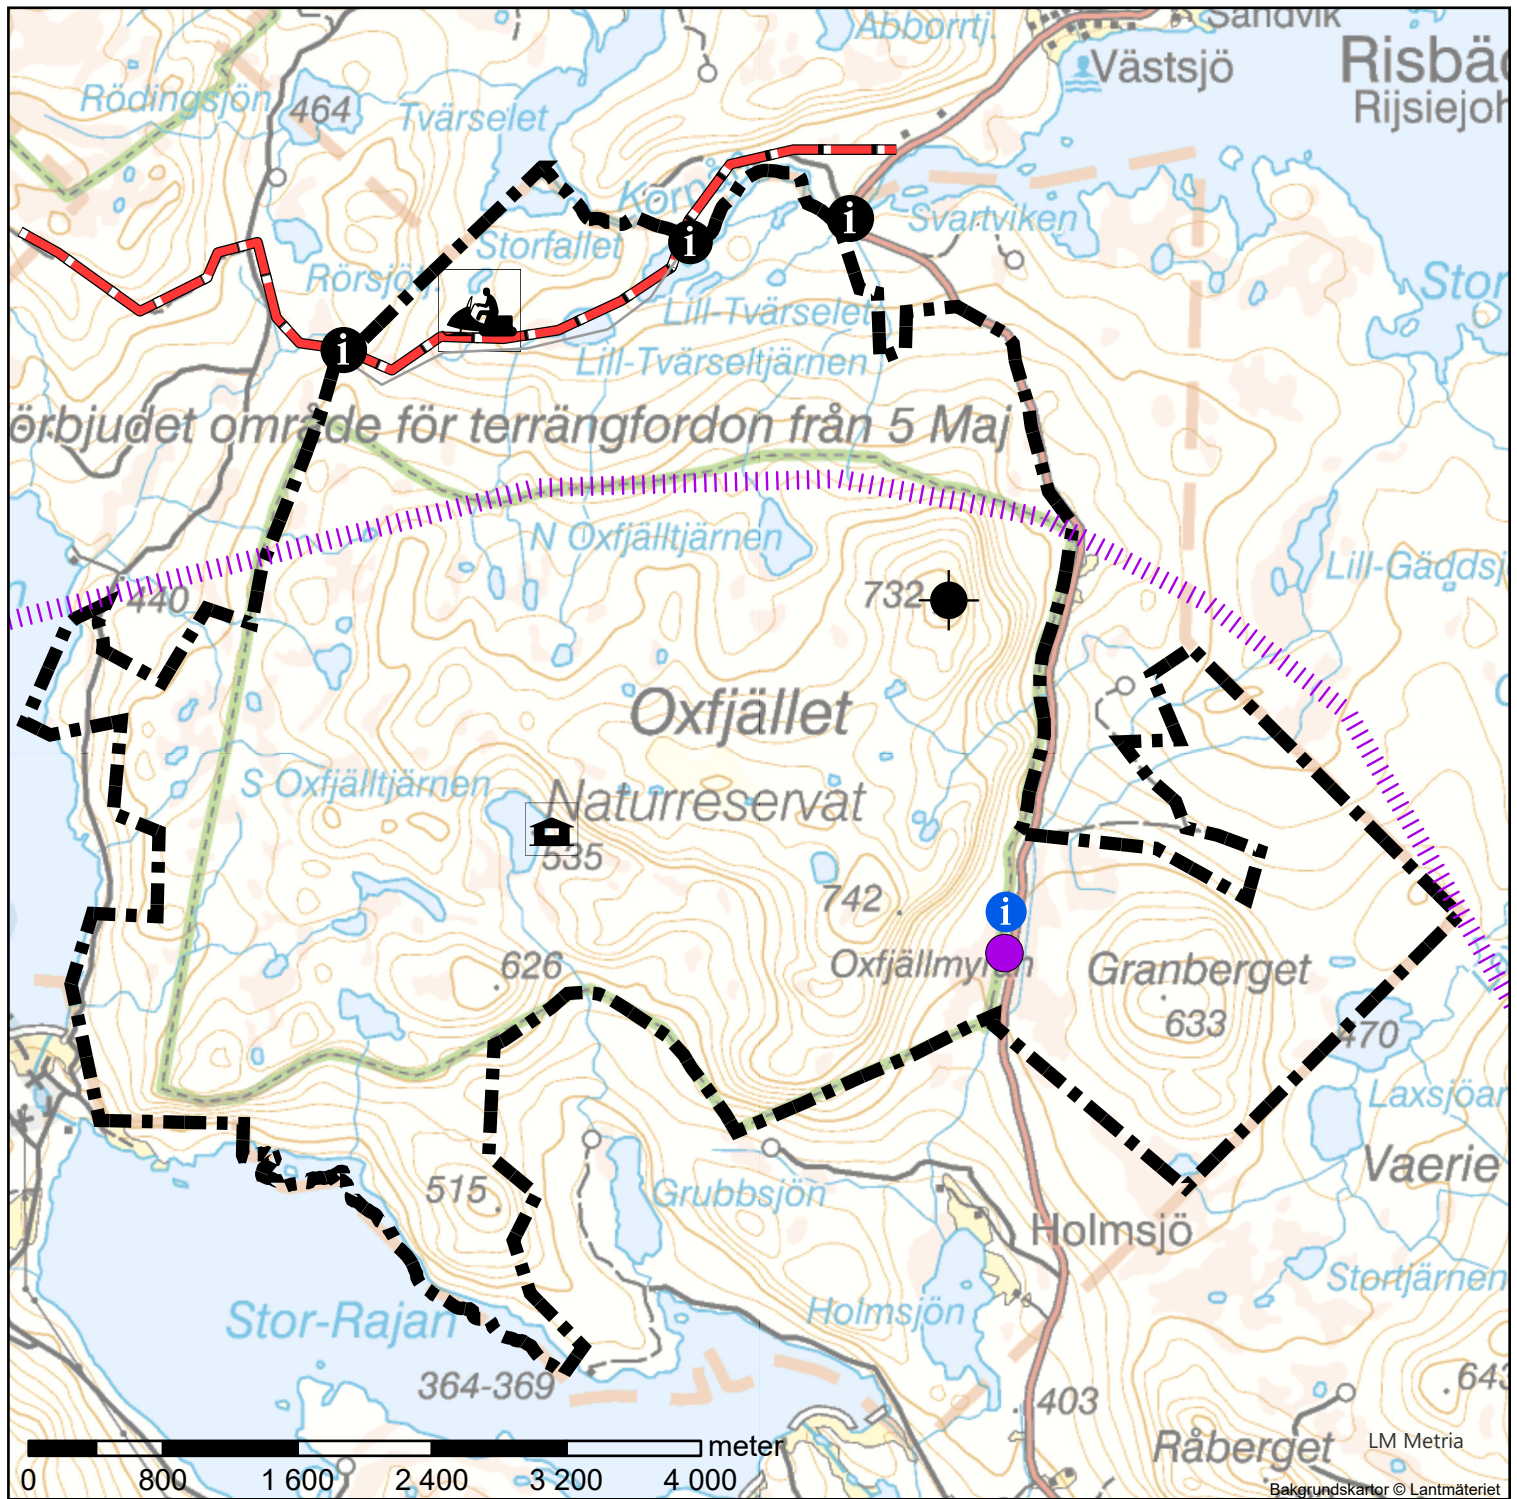 Abborrtj.
Sandvik
Västsjö
Risbäc
Rijsiejoh
Rödingsjön
464
Tvärselet
Korpån
Svartviken
Storfallet
Rörsjön
Stor
Lill-Tvärselet
Lill-Tvärseltjärnen
örbjudet område för terrängfordon från 5 Maj
N Oxfjälltjärnen
Lill-Gäddsj
440
732
Oxfjället
S Oxfjälltjärnen
Naturreservat
535
742
626
Oxfjällmyran
Granberget
633
470
Laxsjöar
Vaerie
515
Grubbsjön
Holmsjö
Stortjärnen
Stor-Rajan
Holmsjön
364-369
643
403
Råberget
LM Metria
meter
0 800 1 600 2 400 3 200 4 000
Bakgrundskartor © Lantmäteriet